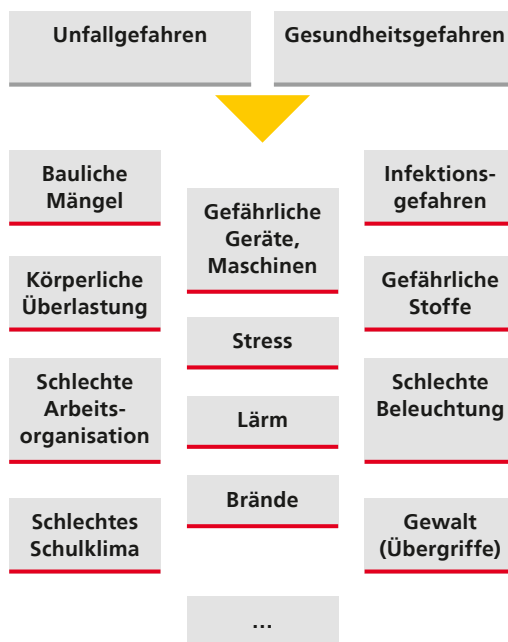 Unfallgefahren
Gesundheitsgefahren
Bauliche
Mängel
Körperliche
Überlastung
Schlechte
Arbeits-
organisation
Schlechtes
Schulklima
Gefährliche
Geräte,
Maschinen
Stress
Lärm
Brände
...
Infektions-
gefahren
Gefährliche
Stoffe
Schlechte
Beleuchtung
Gewalt
(Übergriffe)